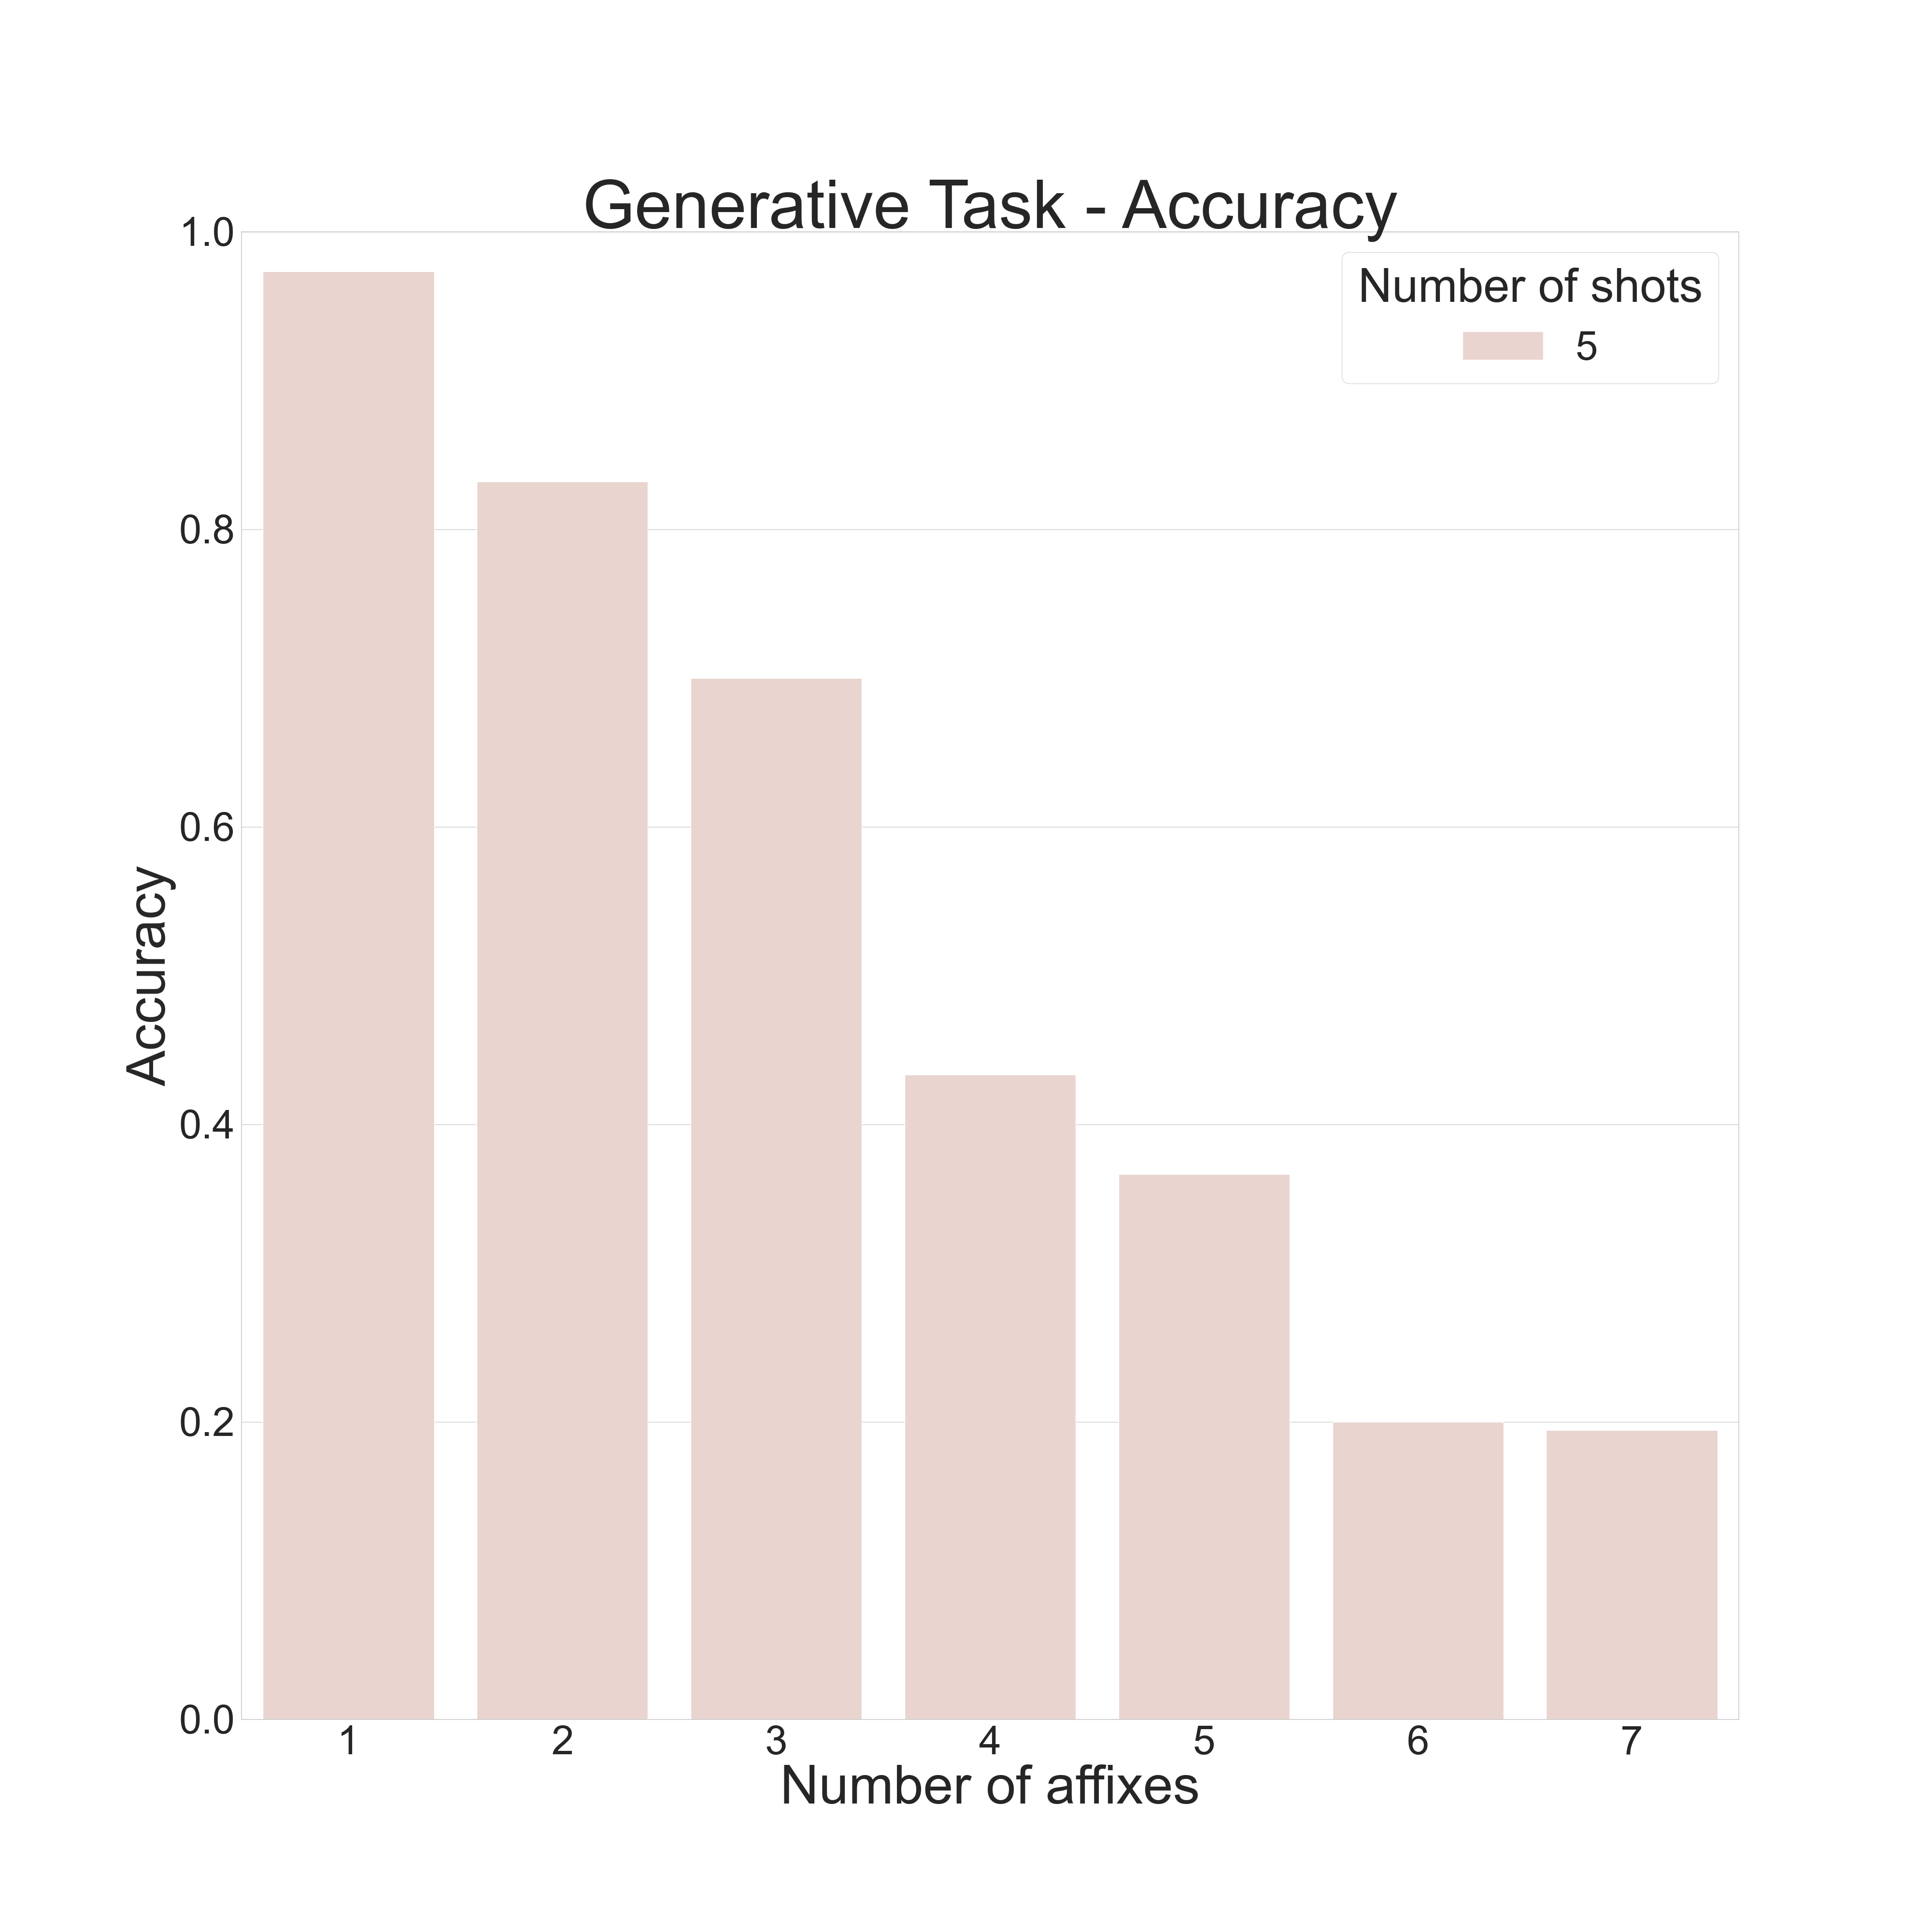 Generative Task - Accuracy
Number of shots
5
1.0
0.8
0.6
0.4
0.2
0.0
Accuracy
1 2 3 4 5 6 7
Number of affixes